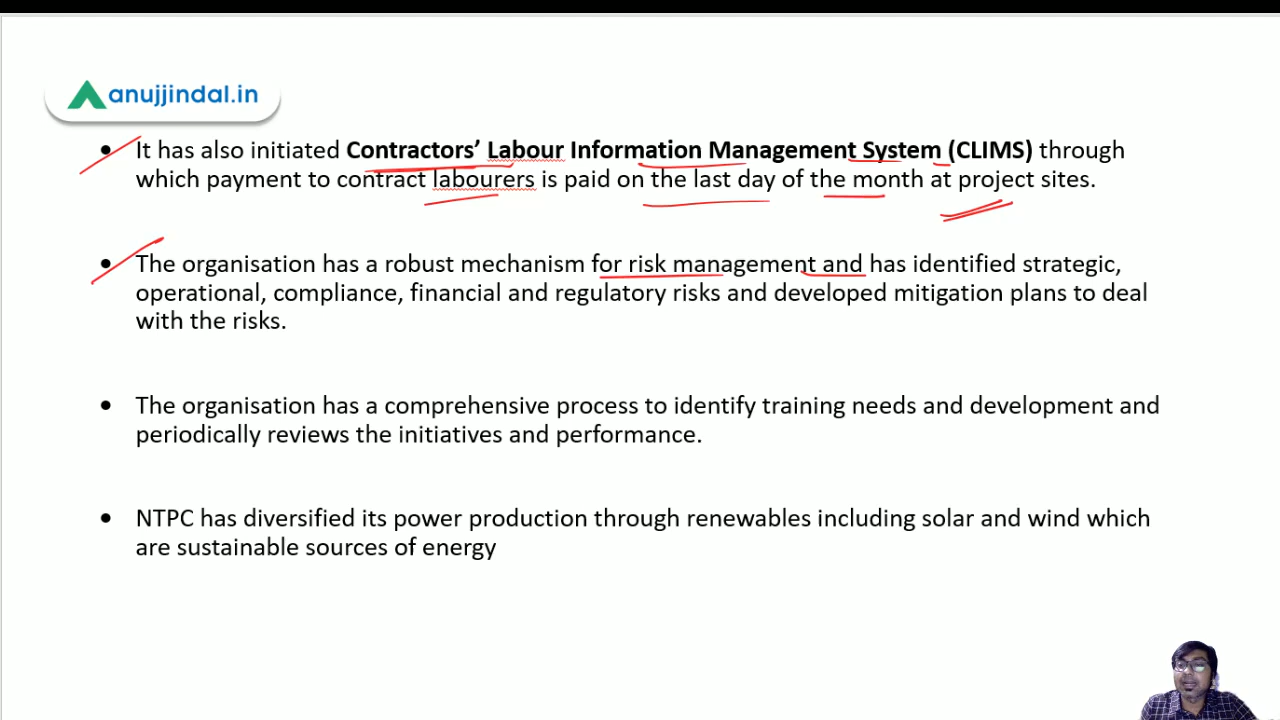 anujjindal.in
• It has also initiated Contractors’ Labour Information Management System (CLIMS) through
which payment to contract labourers is paid on the last day of the month at project sites.
• The organisation has a robust mechanism for risk management and has identified strategic,
operational, compliance, financial and regulatory risks and developed mitigation plans to deal
with the risks.
• The organisation has a comprehensive process to identify training needs and development and
periodically reviews the initiatives and performance.
• NTPC has diversified its power production through renewables including solar and wind which
are sustainable sources of energy